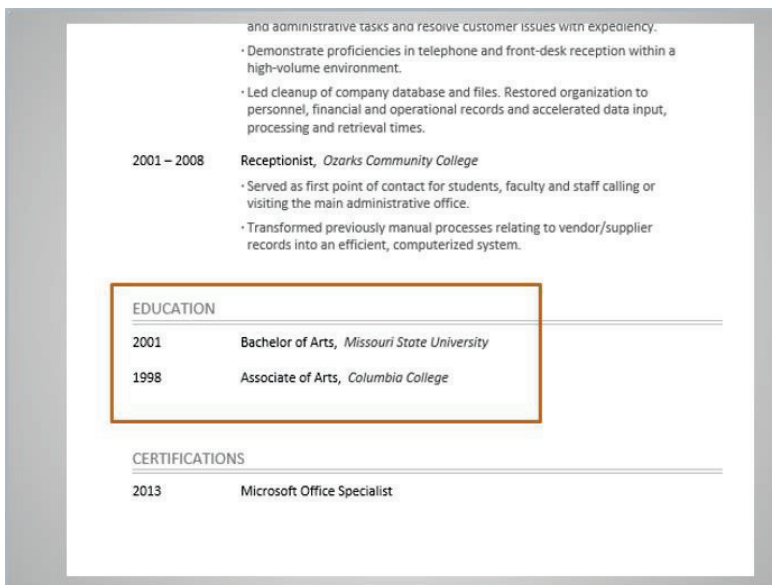 and administrative tasks and resolve customer issues with expediency.
· Demonstrate proficiencies in telephone and front-desk reception within a
high-volume environment.
· Led cleanup of company database and files. Restored organization to
personnel, financial and operational records and accelerated data input,
processing and retrieval times.
2001 – 2008 Receptionist, Ozarks Community College
· Served as first point of contact for students, faculty and staff calling or
visiting the main administrative office.
· Transformed previously manual processes relating to vendor/supplier
records into an efficient, computerized system.
EDUCATION
2001 Bachelor of Arts, Missouri State University
1998 Associate of Arts, Columbia College
CERTIFICATIONS
2013 Microsoft Office Specialist